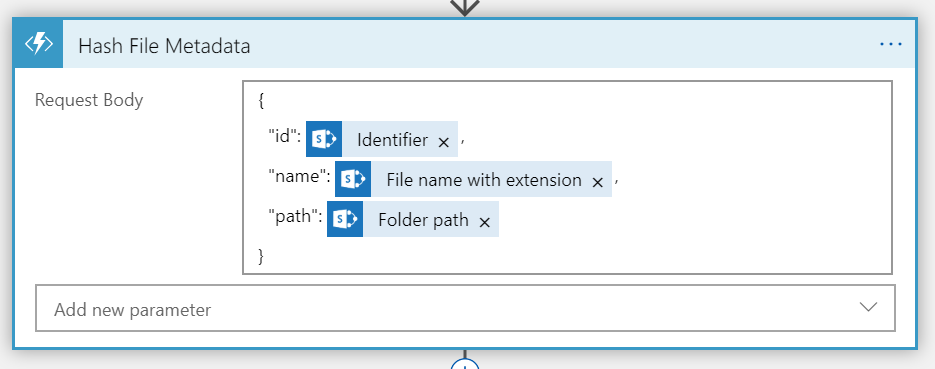 Hash File Metadata ...
Request Body
{
"id": Identifier × ,
"name": File name with extension × ,
"path": Folder path ×
}
Add new parameter